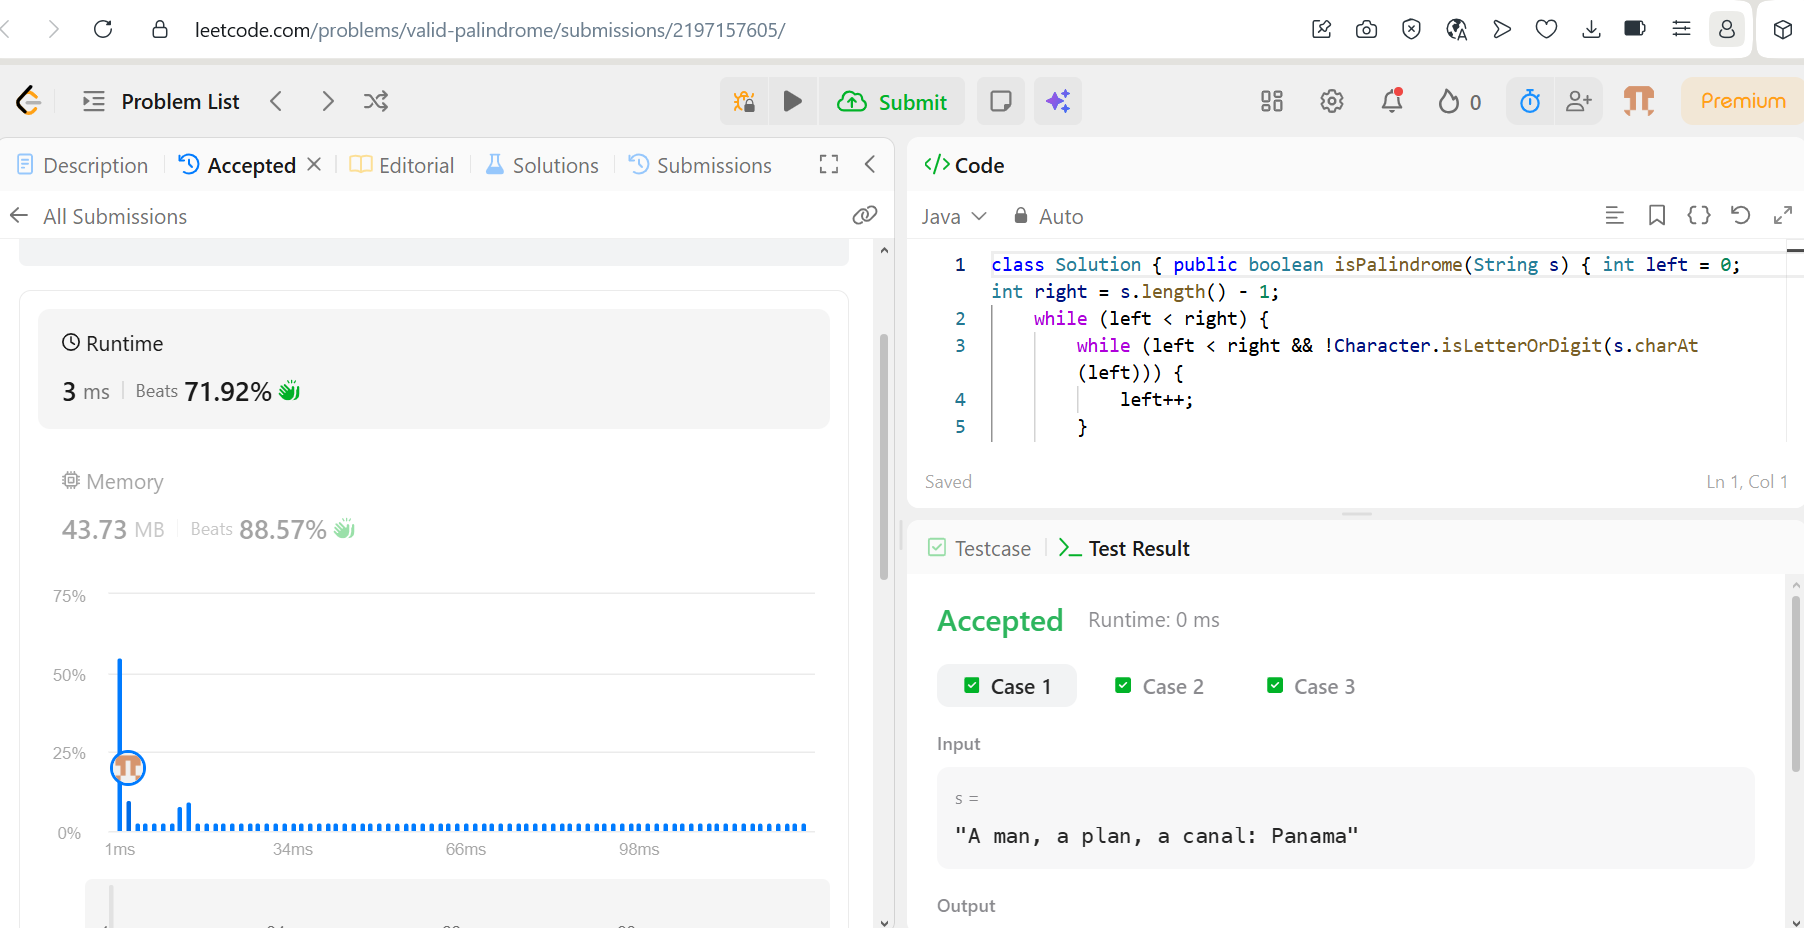 leetcode.com/problems/valid-palindrome/submissions/2197157605/
Problem List
Submit
0
Premium
Description
Accepted
Editorial
Solutions
Submissions
All Submissions
Runtime
3 ms
Beats 71.92%
Memory
43.73 MB
Beats 88.57%
75%
50%
25%
0%
1ms
34ms
66ms
98ms
</> Code
Java
Auto
1 class Solution { public boolean isPalindrome(String s) { int left = 0;
int right = s.length() - 1;
2 while (left < right) {
3 while (left < right && !Character.isLetterOrDigit(s.charAt
(left))) {
4 left++;
5 }
Saved
Ln 1, Col 1
Testcase
Test Result
Accepted
Runtime: 0 ms
Case 1
Case 2
Case 3
Input
s =
"A man, a plan, a canal: Panama"
Output